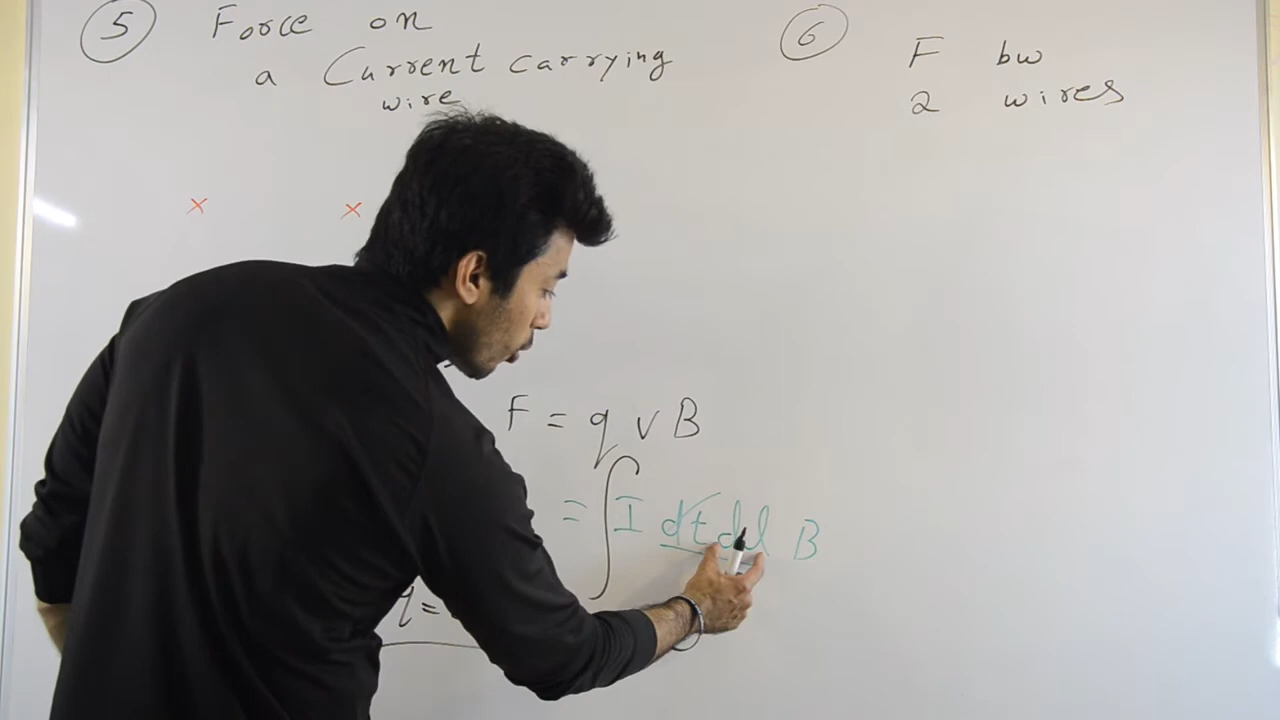 5 Force on
a Current carrying
wire
6 F bw
2 wires
x x
F = q v B
= ∫ I dt dl B
q =